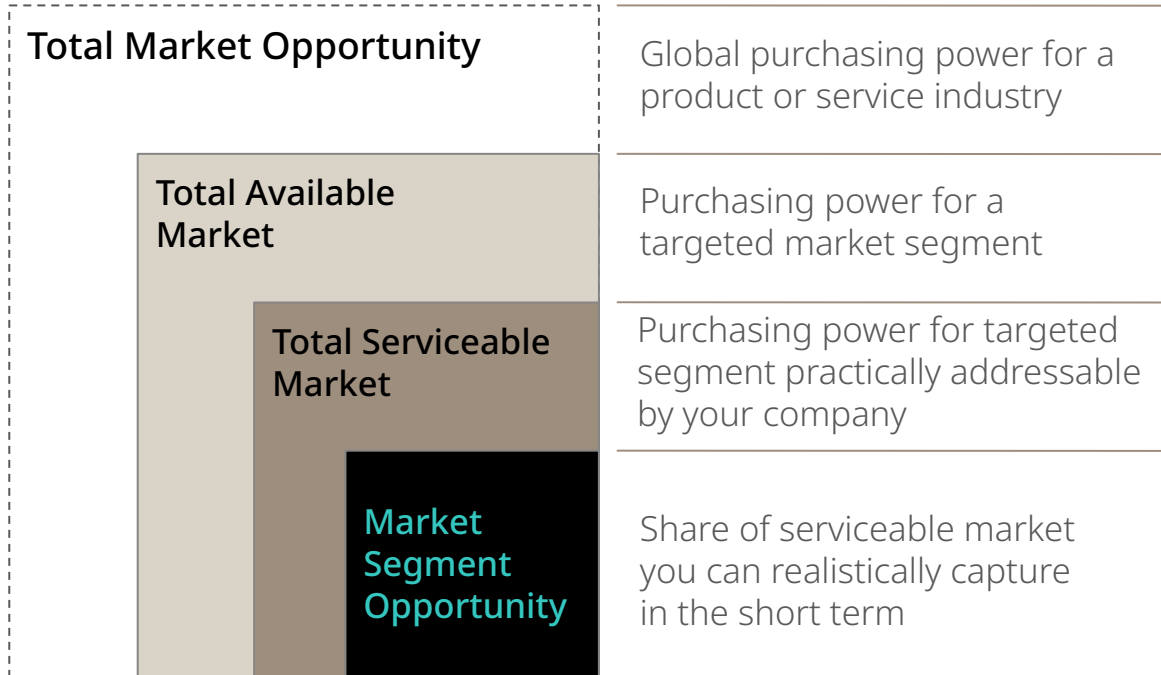 Total Market Opportunity
Global purchasing power for a
product or service industry
Total Available
Market
Purchasing power for a
targeted market segment
Total Serviceable
Market
Purchasing power for targeted
segment practically addressable
by your company
Market
Segment
Opportunity
Share of serviceable market
you can realistically capture
in the short term